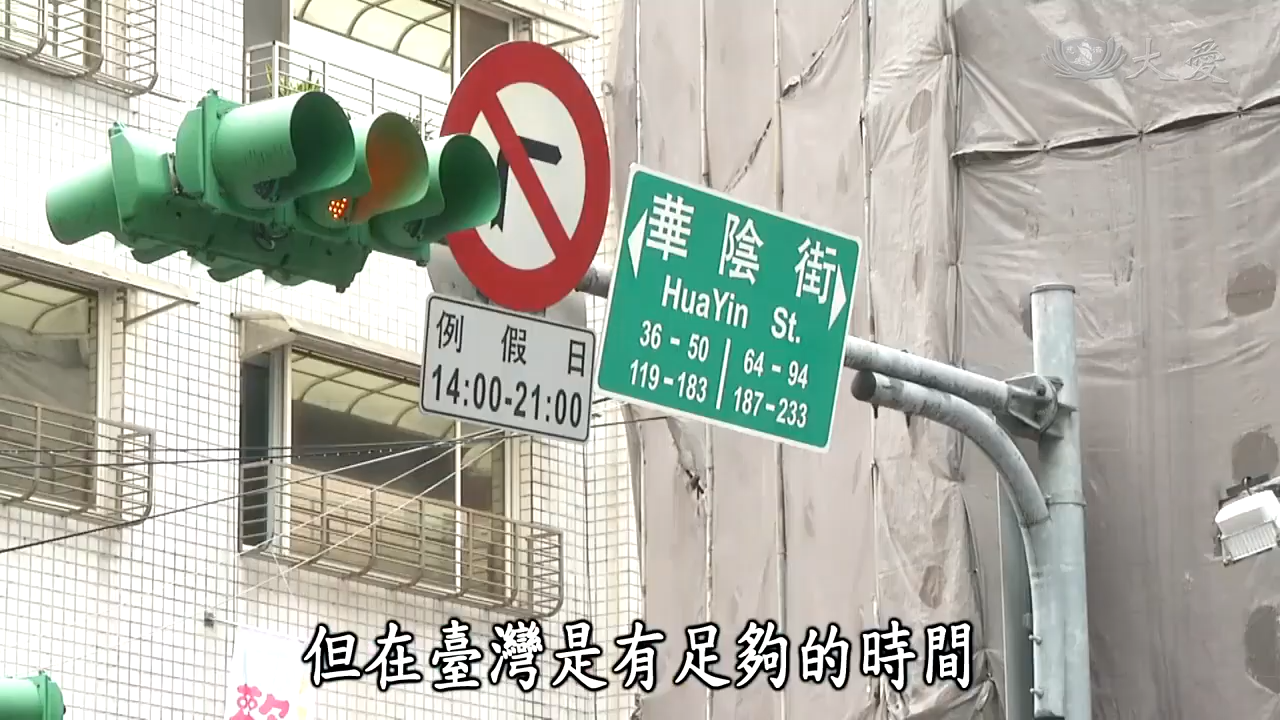 大愛
華陰街
HuaYin St.
36-50 64-94
119-183 187-233
例假日
14:00-21:00
但在臺灣是有足夠的時間